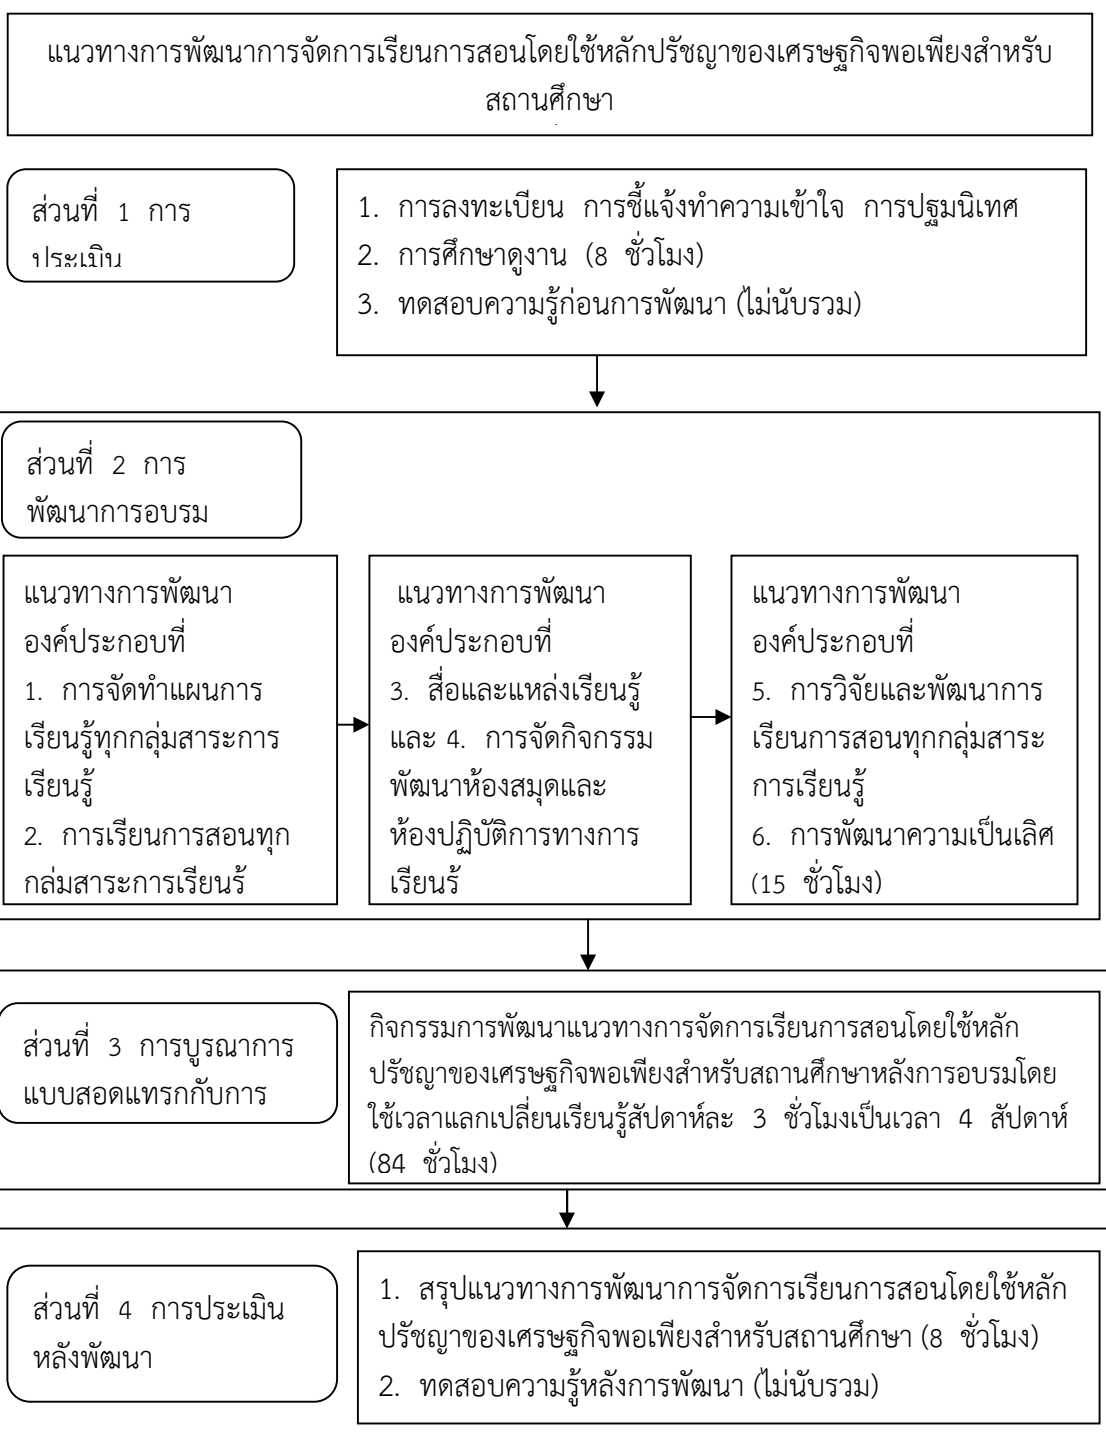 แนวทางการพัฒนาการจัดการเรียนการสอนโดยใช้หลักปรัชญาของเศรษฐกิจพอเพียงสำหรับ
สถานศึกษา
ส่วนที่ 1 การ
ประเมิน
1. การลงทะเบียน การชี้แจ้งทำความเข้าใจ การปฐมนิเทศ
2. การศึกษาดูงาน (8 ชั่วโมง)
3. ทดสอบความรู้ก่อนการพัฒนา (ไม่นับรวม)
ส่วนที่ 2 การ
พัฒนาการอบรม
แนวทางการพัฒนา
องค์ประกอบที่
1. การจัดทำแผนการ
เรียนรู้ทุกกลุ่มสาระการ
เรียนรู้
2. การเรียนการสอนทุก
กลุ่มสาระการเรียนรู้
แนวทางการพัฒนา
องค์ประกอบที่
3. สื่อและแหล่งเรียนรู้
และ 4. การจัดกิจกรรม
พัฒนาห้องสมุดและ
ห้องปฏิบัติการทางการ
เรียนรู้
แนวทางการพัฒนา
องค์ประกอบที่
5. การวิจัยและพัฒนาการ
เรียนการสอนทุกกลุ่มสาระ
การเรียนรู้
6. การพัฒนาความเป็นเลิศ
(15 ชั่วโมง)
ส่วนที่ 3 การบูรณาการ
แบบสอดแทรกกับการ
กิจกรรมการพัฒนาแนวทางการจัดการเรียนการสอนโดยใช้หลัก
ปรัชญาของเศรษฐกิจพอเพียงสำหรับสถานศึกษาหลังการอบรมโดย
ใช้เวลาแลกเปลี่ยนเรียนรู้สัปดาห์ละ 3 ชั่วโมงเป็นเวลา 4 สัปดาห์
(84 ชั่วโมง)
ส่วนที่ 4 การประเมิน
หลังพัฒนา
1. สรุปแนวทางการพัฒนาการจัดการเรียนการสอนโดยใช้หลัก
ปรัชญาของเศรษฐกิจพอเพียงสำหรับสถานศึกษา (8 ชั่วโมง)
2. ทดสอบความรู้หลังการพัฒนา (ไม่นับรวม)